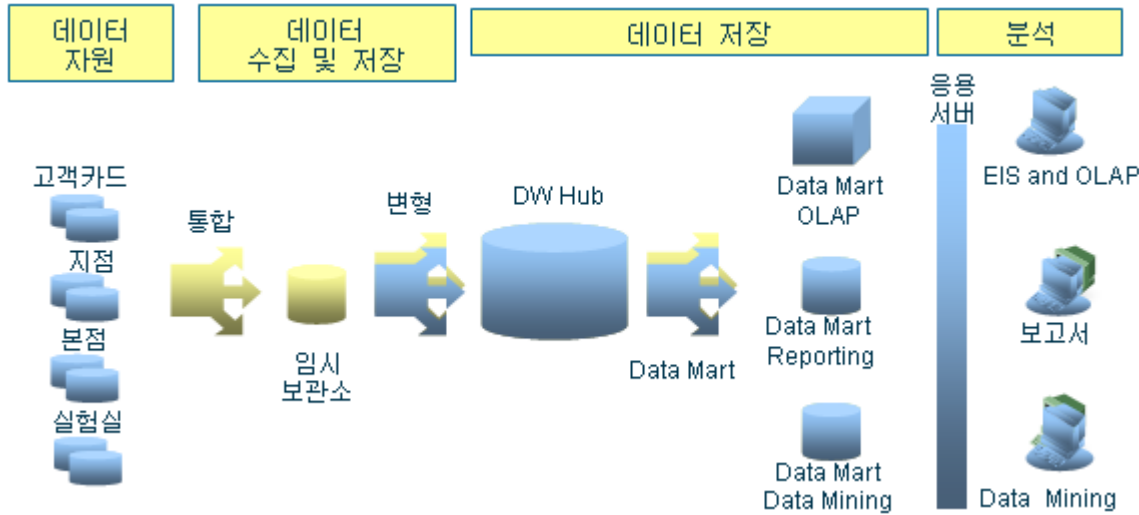 데이터
자원
데이터
수집 및 저장
데이터 저장
분석
고객카드
지점
본점
실험실
통합
임시
보관소
변형
DW Hub
Data Mart
Data Mart
OLAP
Data Mart
Reporting
Data Mart
Data Mining
응용
서버
EIS and OLAP
보고서
Data Mining